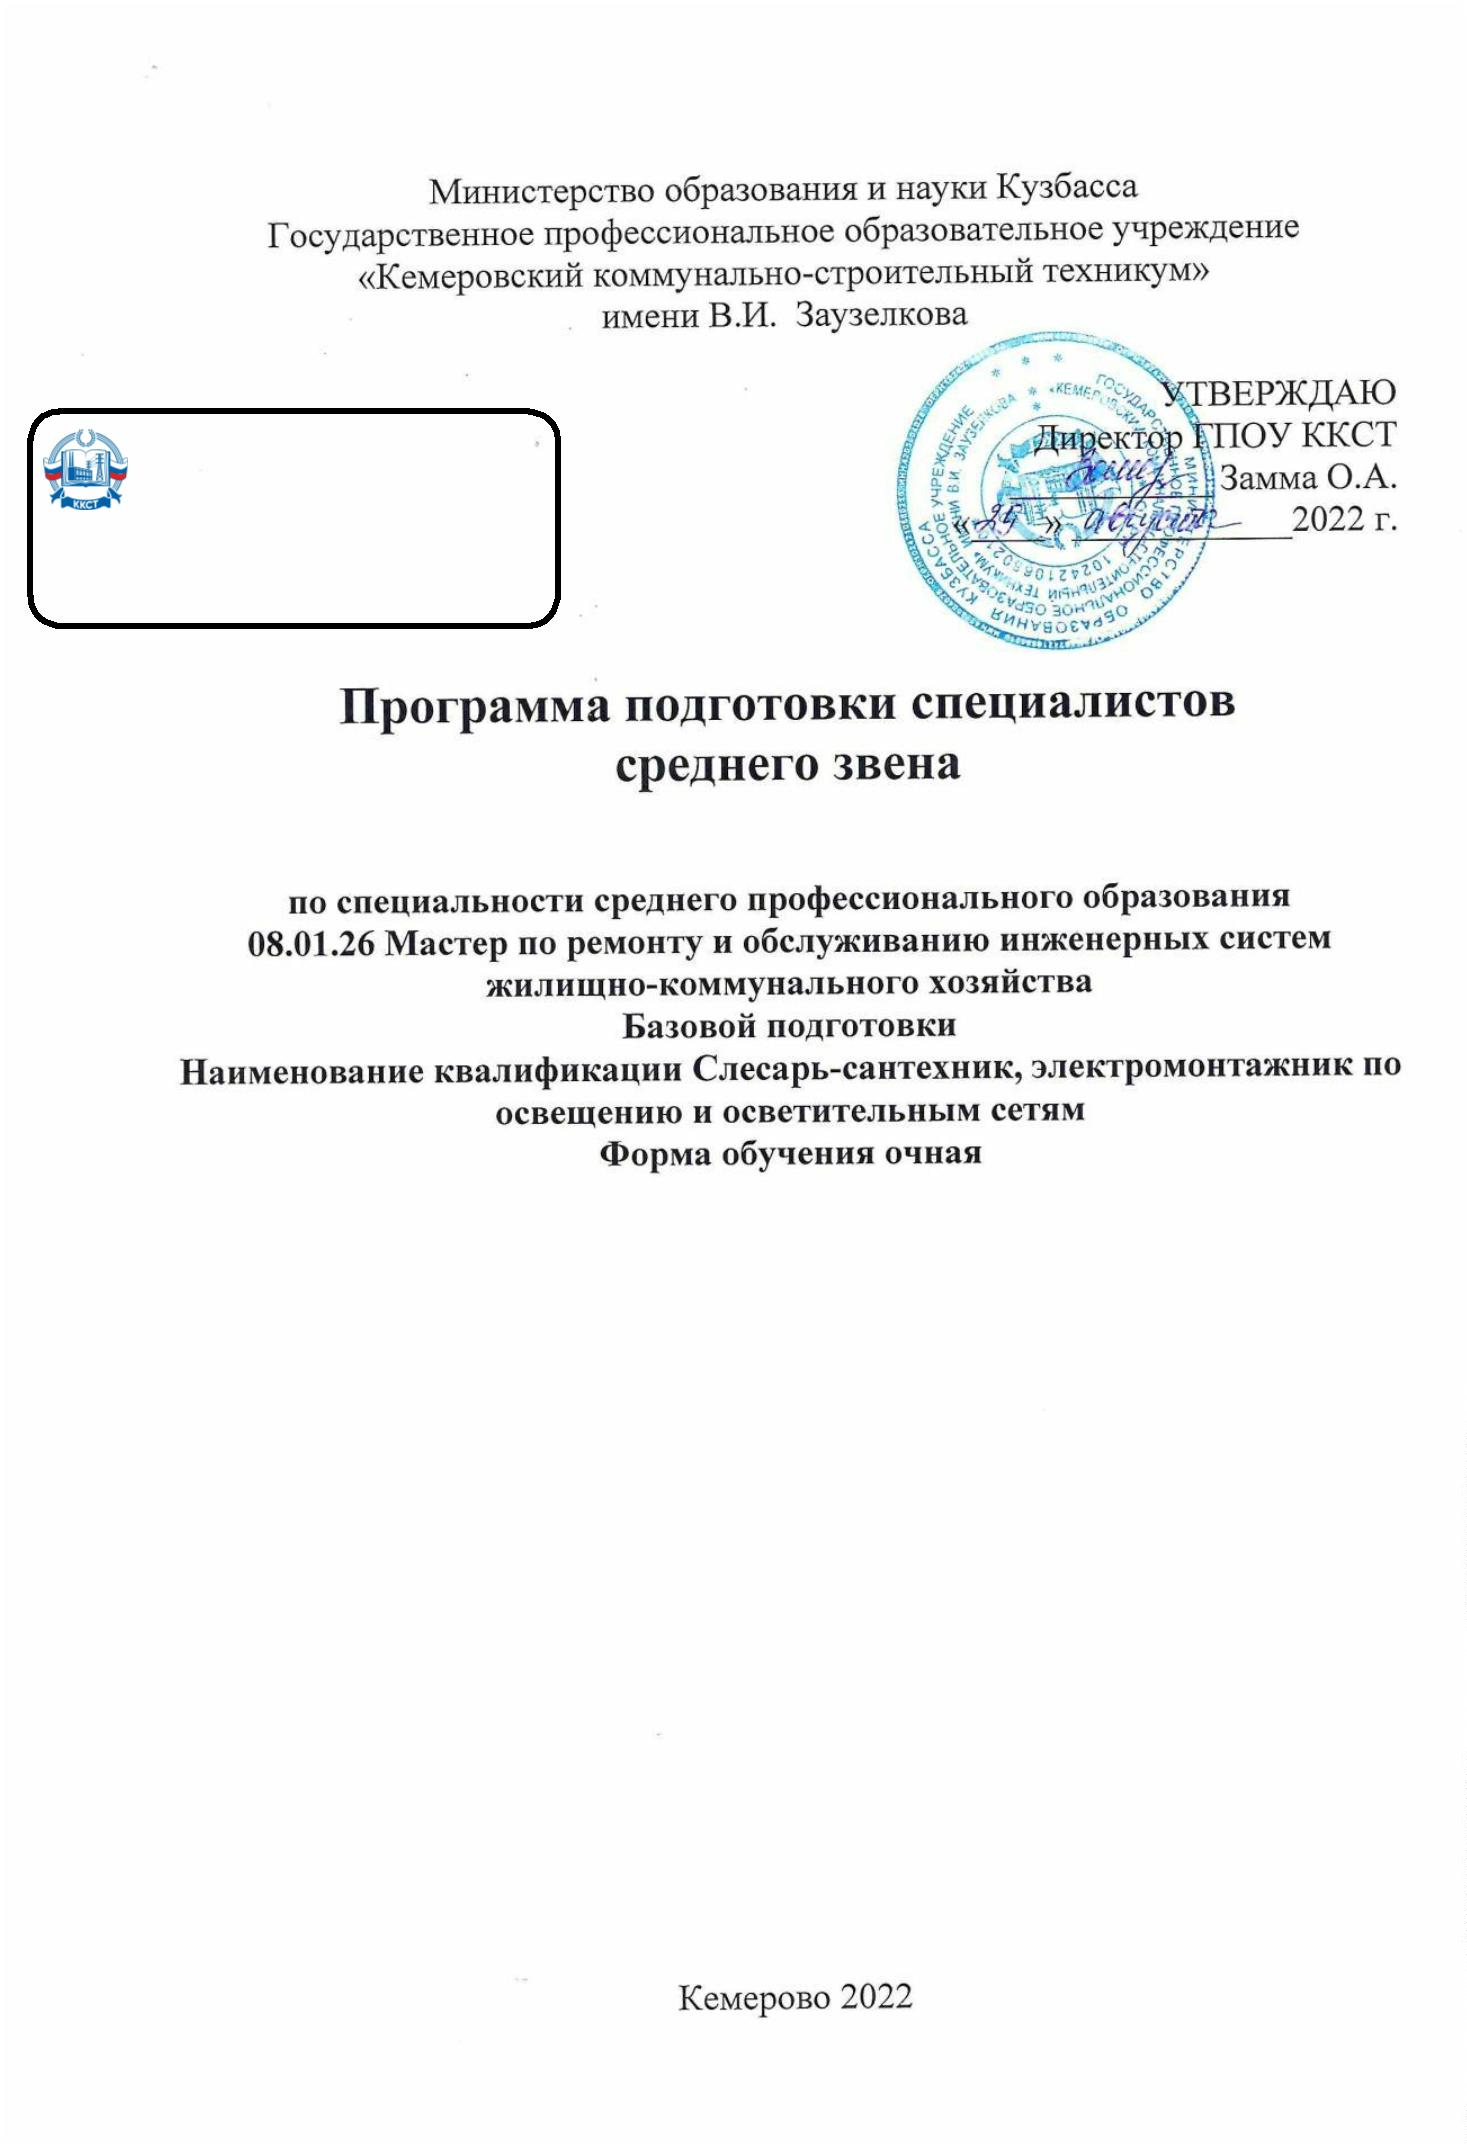 Министерство образования и науки Кузбасса
Государственное профессиональное образовательное учреждение
«Кемеровский коммунально-строительный техникум»
имени В.И. Заузелкова
УТВЕРЖДАЮ
Директор ГПОУ ККСТ
Замма О.А.
«29» августа 2022 г.
ККСТ
Программа подготовки специалистов
среднего звена
по специальности среднего профессионального образования
08.01.26 Мастер по ремонту и обслуживанию инженерных систем
жилищно-коммунального хозяйства
Базовой подготовки
Наименование квалификации Слесарь-сантехник, электромонтажник по
освещению и осветительным сетям
Форма обучения очная
Кемерово 2022